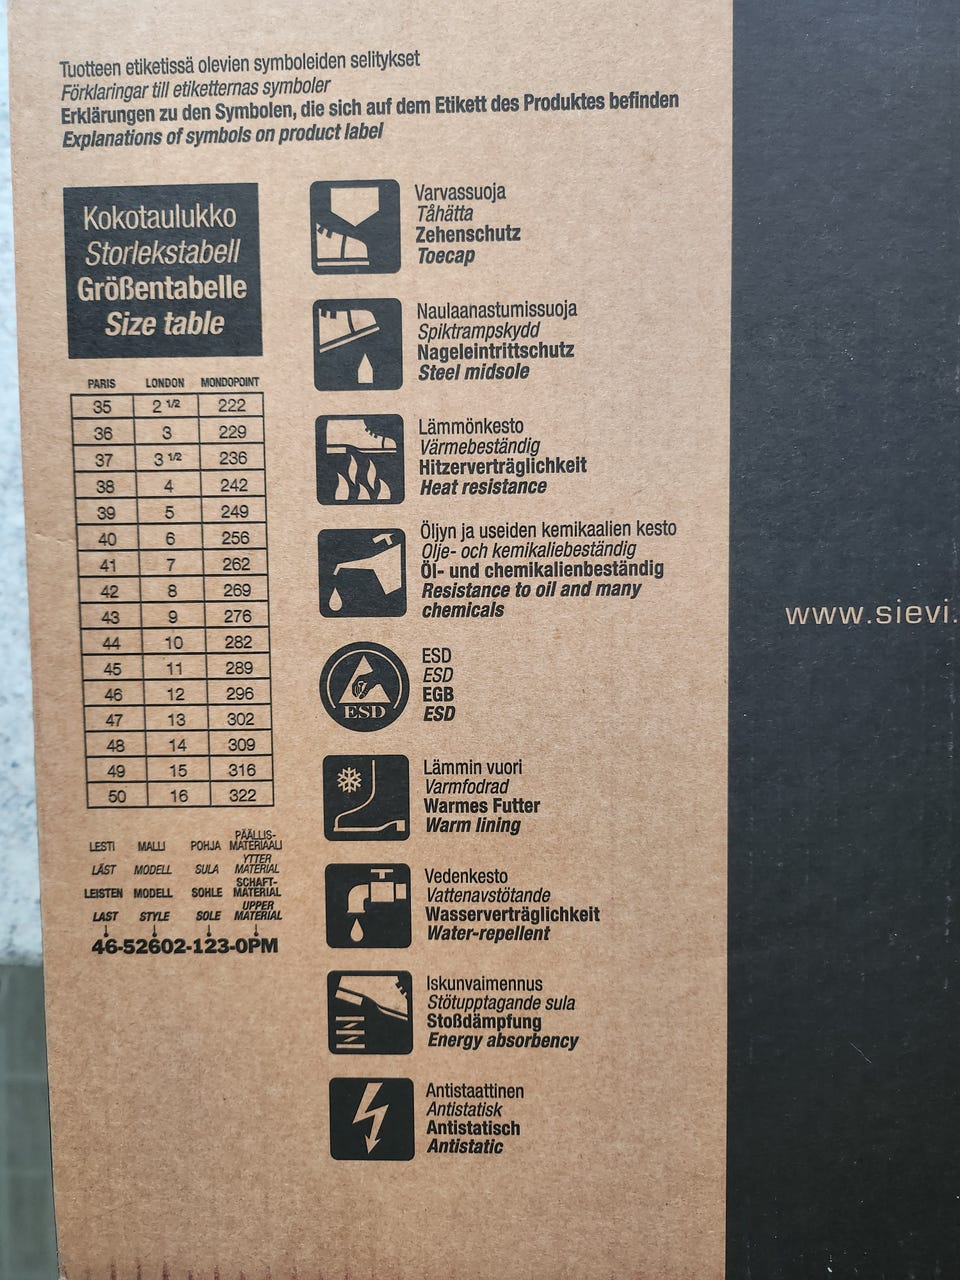 Tuotteen etiketissä olevien symboleiden selitykset
Förklaringar till etiketternas symboler
Erklärungen zu den Symbolen, die sich auf dem Etikett des Produktes befinden
Explanations of symbols on product label
Kokotaulukko
Storlekstabell
Größentabelle
Size table
PARIS LONDON MONDOPOINT
35 2 1/2 222
36 3 229
37 3 1/2 236
38 4 242
39 5 249
40 6 256
41 7 262
42 8 269
43 9 276
44 10 282
45 11 289
46 12 296
47 13 302
48 14 309
49 15 316
50 16 322
LESTI MALLI POHJA PÄÄLLIS-
MATERIAALI
LÄST MODELL SULA YTTER
MATERIAL
LEISTEN MODELL SOHLE SCHAFT-
MATERIAL
LAST STYLE SOLE UPPER
MATERIAL
46-52602-123-0PM
Varvassuoja
Tåhätta
Zehenschutz
Toecap
Naulaanastumissuoja
Spiktrampskydd
Nageleintrittschutz
Steel midsole
Lämmönkesto
Värmebeständig
Hitzerverträglichkeit
Heat resistance
Öljyn ja useiden kemikaalien kesto
Olje- och kemikaliebeständig
Öl- und chemikalienbeständig
Resistance to oil and many
chemicals
ESD
ESD
ESD
EGB
ESD
Lämmin vuori
Varmfodrad
Warmes Futter
Warm lining
Vedenkesto
Vattenavstötande
Wasserverträglichkeit
Water-repellent
Iskunvaimennus
Stötupptagande sula
Stoßdämpfung
Energy absorbency
Antistaattinen
Antistatisk
Antistatisch
Antistatic
www.sievi.